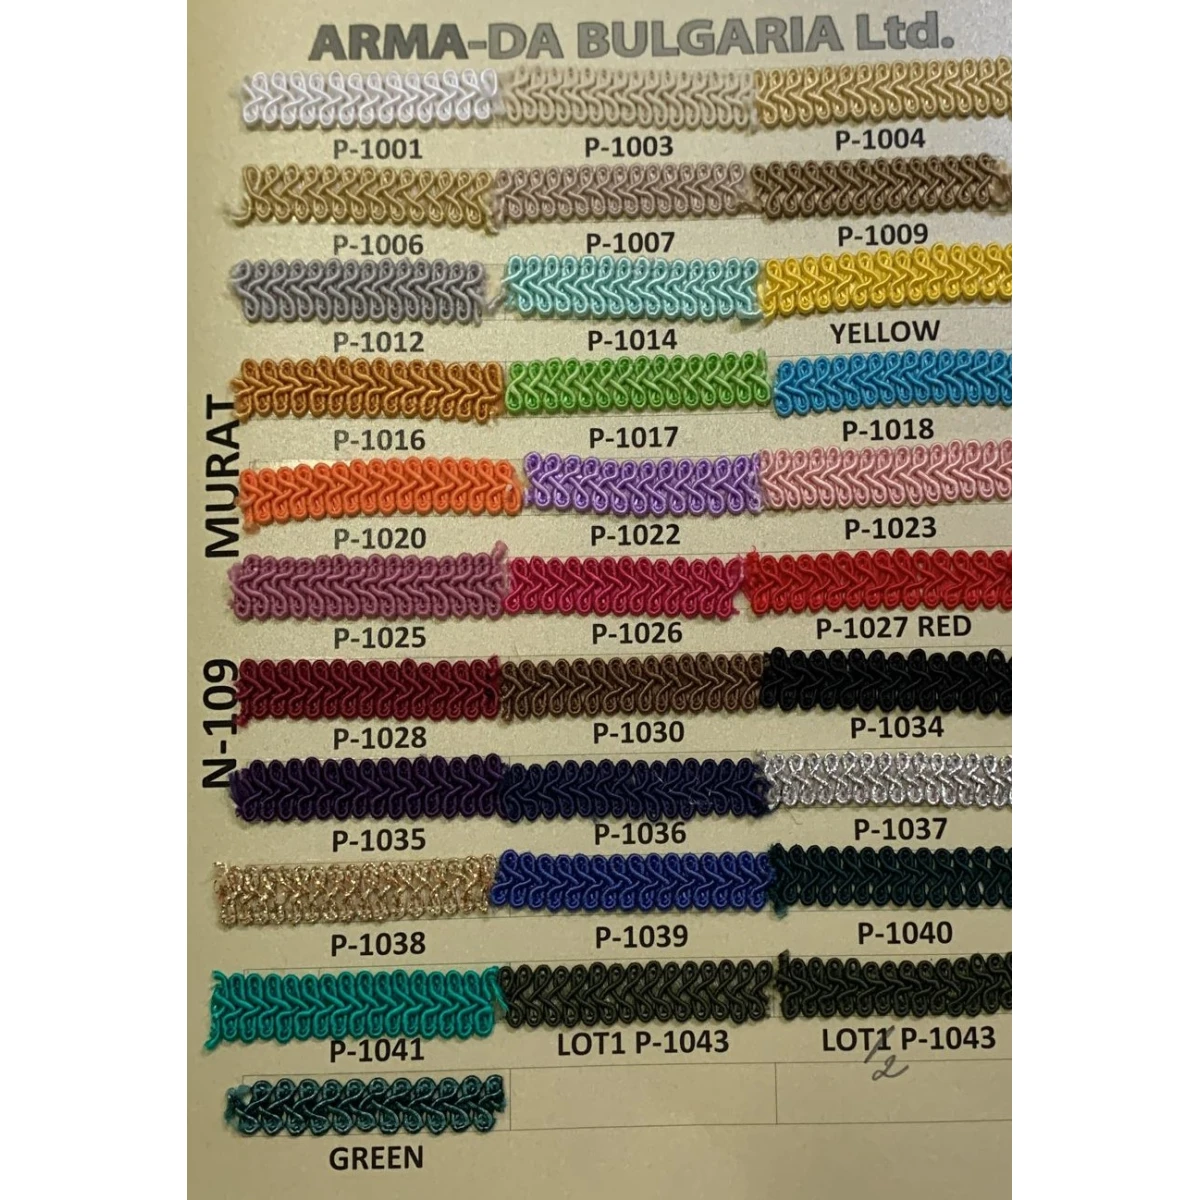 ARMA-DA BULGARIA Ltd.
P-1001 P-1003 P-1004
P-1006 P-1007 P-1009
P-1012 P-1014 YELLOW
P-1016 P-1017 P-1018
P-1020 P-1022 P-1023
P-1025 P-1026 P-1027 RED
P-1028 P-1030 P-1034
P-1035 P-1036 P-1037
P-1038 P-1039 P-1040
P-1041 LOT1 P-1043 LOT1 P-1043
2
GREEN
N-109 MURAT